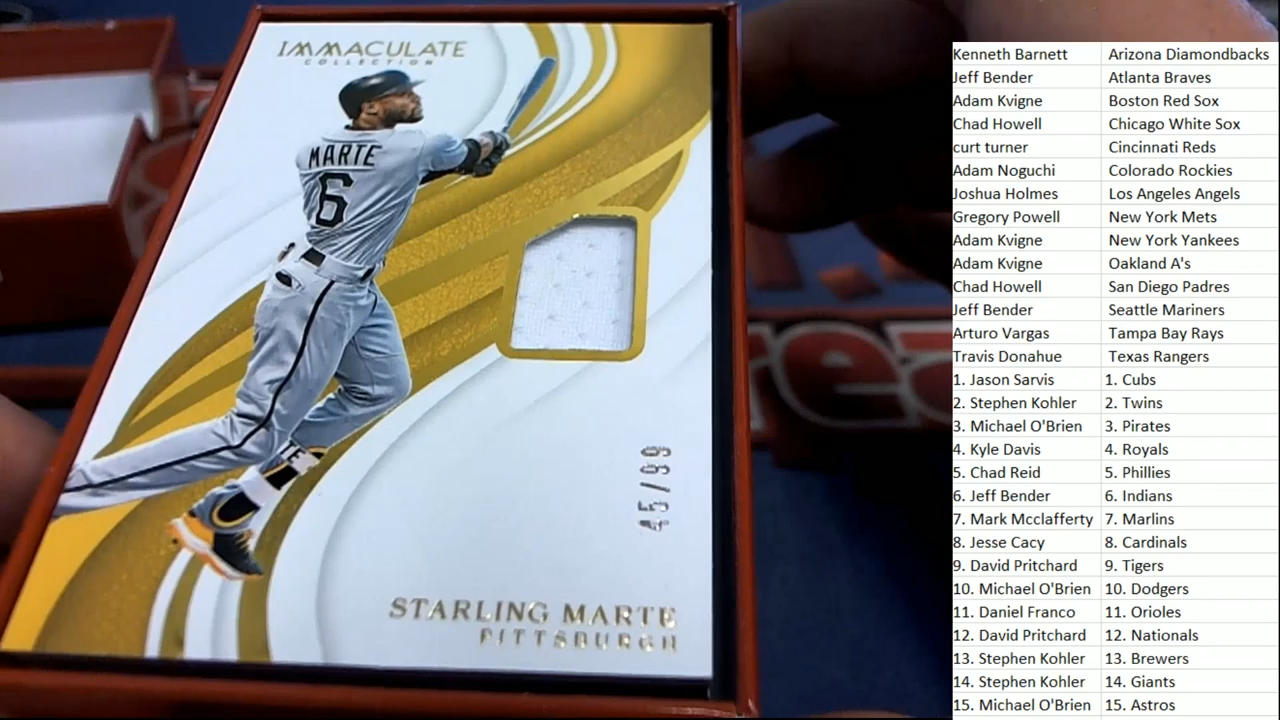 IMMACULATE
COLLECTION
MARTE
6
45/99
STARLING MARTE
PITTSBURGH
Kenneth Barnett Arizona Diamondbacks
Jeff Bender Atlanta Braves
Adam Kvigne Boston Red Sox
Chad Howell Chicago White Sox
curt turner Cincinnati Reds
Adam Noguchi Colorado Rockies
Joshua Holmes Los Angeles Angels
Gregory Powell New York Mets
Adam Kvigne New York Yankees
Adam Kvigne Oakland A's
Chad Howell San Diego Padres
Jeff Bender Seattle Mariners
Arturo Vargas Tampa Bay Rays
Travis Donahue Texas Rangers
1. Jason Sarvis 1. Cubs
2. Stephen Kohler 2. Twins
3. Michael O'Brien 3. Pirates
4. Kyle Davis 4. Royals
5. Chad Reid 5. Phillies
6. Jeff Bender 6. Indians
7. Mark Mcclafferty 7. Marlins
8. Jesse Cacy 8. Cardinals
9. David Pritchard 9. Tigers
10. Michael O'Brien 10. Dodgers
11. Daniel Franco 11. Orioles
12. David Pritchard 12. Nationals
13. Stephen Kohler 13. Brewers
14. Stephen Kohler 14. Giants
15. Michael O'Brien 15. Astros